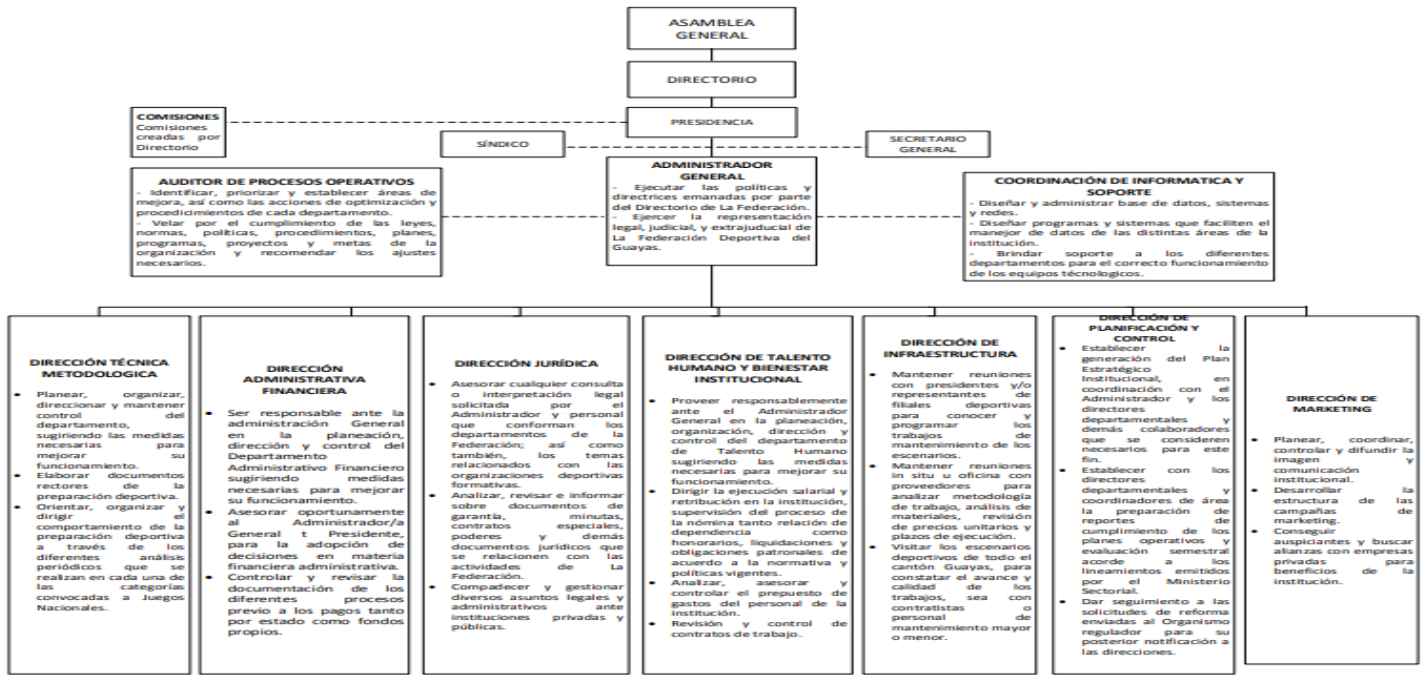 ASAMBLEA
GENERAL
DIRECTORIO
PRESIDENCIA
COMISIONES
Comisiones
creadas por
Directorio
SÍNDICO
SECRETARIO
GENERAL
AUDITOR DE PROCESOS OPERATIVOS
- Identificar, priorizar y establecer áreas de
mejora, así como las acciones de optimización y
procedicimientos de cada departamento.
- Velar por el cumplimiento de las leyes,
normas, políticas, procedimientos, planes,
programas, proyectos y metas de la
organización y recomendar los ajustes
necesarios.
ADMINISTRADOR
GENERAL
- Ejecutar las políticas y
directrices emanadas por parte
del Directorio de La Federación.
- Ejercer la representación
legal, judicial, y extrajuducial de
La Federación Deportiva del
Guayas.
COORDINACIÓN DE INFORMATICA Y
SOPORTE
- Diseñar y administrar base de datos, sistemas
y redes.
- Diseñar programas y sistemas que faciliten el
manejor de datos de las distintas áreas de la
institución.
- Brindar soporte a los diferentes
departamentos para el correcto funcionamiento
de los equipos técnologicos.
DIRECCIÓN TÉCNICA
METODOLOGICA
• Planear, organizar,
direccionar y mantener
control del
departamento,
sugiriendo las medidas
necesarias para
mejorar su
funcionamiento.
• Elaborar documentos
rectores de la
preparación deportiva.
• Orientar, organizar y
dirigir el
comportamiento de la
preparación deportiva
a través de los
diferentes análisis
periódicos que se
realizan en cada una de
las categorías
convocadas a Juegos
Nacionales.
DIRECCIÓN
ADMINISTRATIVA
FINANCIERA
• Ser responsable ante la
administración General
en la planeación,
dirección y control del
Departamento
Administrativo Financiero
sugiriendo medidas
necesarias para mejorar
su funcionamiento.
• Asesorar oportunamente
al Administrador/a
General t Presidente,
para la adopción de
decisiones en materia
financiera administrativa.
• Controlar y revisar la
documentación de los
diferentes procesos
previo a los pagos tanto
por estado como fondos
propios.
DIRECCIÓN JURÍDICA
• Asesorar cualquier consulta
o interpretación legal
solicitada por el
Administrador y personal
que conforman los
departamentos de la
Federación; así como
también, los temas
relacionados con las
organizaciones deportivas
formativas.
• Analizar, revisar e informar
sobre documentos de
garantía, minutas,
contratos especiales,
poderes y demás
documentos jurídicos que
se relacionen con las
actividades de La
Federación.
• Compadecer y gestionar
diversos asuntos legales y
administrativos ante
instituciones privadas y
públicas.
DIRECCIÓN DE TALENTO
HUMANO Y BIENESTAR
INSTITUCIONAL
• Proveer responsablemente
ante el Administrador
General en la planeación,
organización, dirección y
control del departamento
de Talento Humano
sugiriendo las medidas
necesarias para mejorar su
funcionamiento.
• Dirigir la ejecución salarial y
retribución en la institución,
supervisión del proceso de
la nómina tanto relación de
dependencia como
honorarios, liquidaciones y
obligaciones patronales de
acuerdo a la normativa y
políticas vigentes.
• Analizar, asesorar y
controlar el prepuesto de
gastos del personal de la
institución.
• Revisión y control de
contratos de trabajo.
DIRECCIÓN DE
INFRAESTRUCTURA
• Mantener reuniones
con presidentes y/o
representantes de
filiales deportivas
para conocer y
programar los
trabajos de
mantenimiento de los
escenarios.
• Mantener reuniones
in situ u oficina con
proveedores para
analizar metodología
de trabajo, análisis de
materiales, revisión
de precios unitarios y
plazos de ejecución.
• Visitar los escenarios
deportivos de todo el
cantón Guayas, para
constatar el avance y
calidad de los
trabajos, sea con
contratistas o
personal de
mantenimiento mayor
o menor.
DIRECCIÓN DE
PLANIFICACIÓN Y
CONTROL
• Establecer la
generación del Plan
Estratégico
Institucional, en
coordinación con el
Administrador y los
directores
departamentales y
demás colaboradores
que se consideren
necesarios para este
fin.
• Establecer con los
directores
departamentales y
coordinadores de área
la preparación de
reportes de
cumplimiento de los
planes operativos y
evaluación semestral
acorde a los
lineamientos emitidos
por el Ministerio
Sectorial.
• Dar seguimiento a las
solicitudes de reforma
enviadas al Organismo
regulador para su
posterior notificación a
las direcciones.
DIRECCIÓN DE
MARKETING
• Planear, coordinar,
controlar y difundir la
imagen y
comunicación
institucional.
• Desarrollar la
estructura de las
campañas de
marketing.
• Conseguir
auspiciantes y buscar
alianzas con empresas
privadas para
beneficios de la
institución.